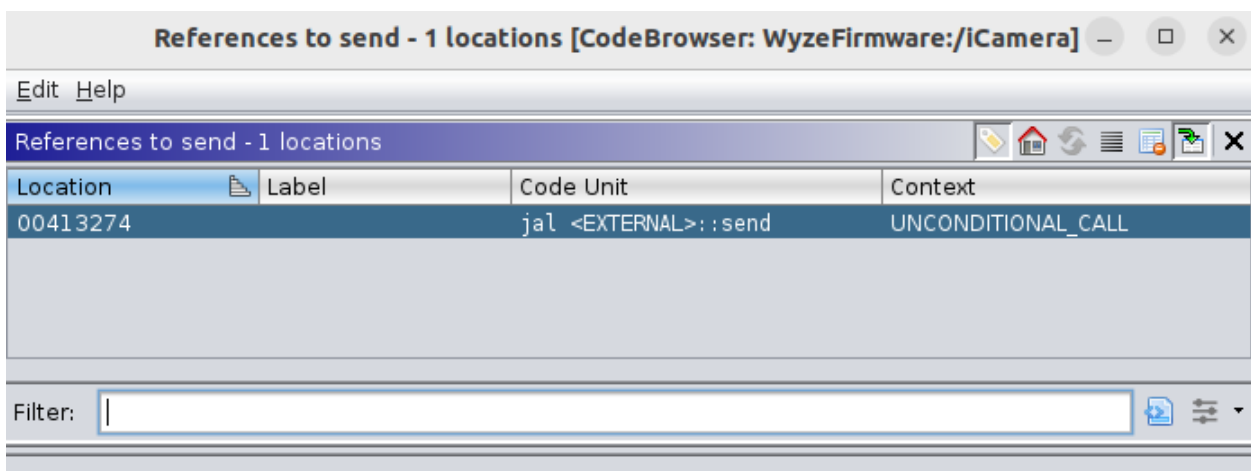 References to send - 1 locations [CodeBrowser: WyzeFirmware:/iCamera]
Edit Help
References to send - 1 locations
Location Label Code Unit Context
00413274 jal <EXTERNAL>::send UNCONDITIONAL_CALL
Filter: